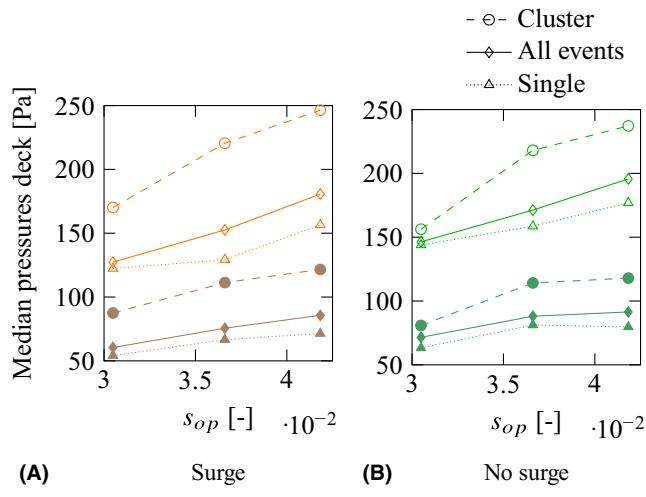 Cluster
All events
Single
Median pressures deck [Pa]
250
200
150
100
50
3
3.5
4
s_op [-]
·10⁻²
250
200
150
100
50
3
3.5
4
s_op [-]
·10⁻²
(A) Surge
(B) No surge